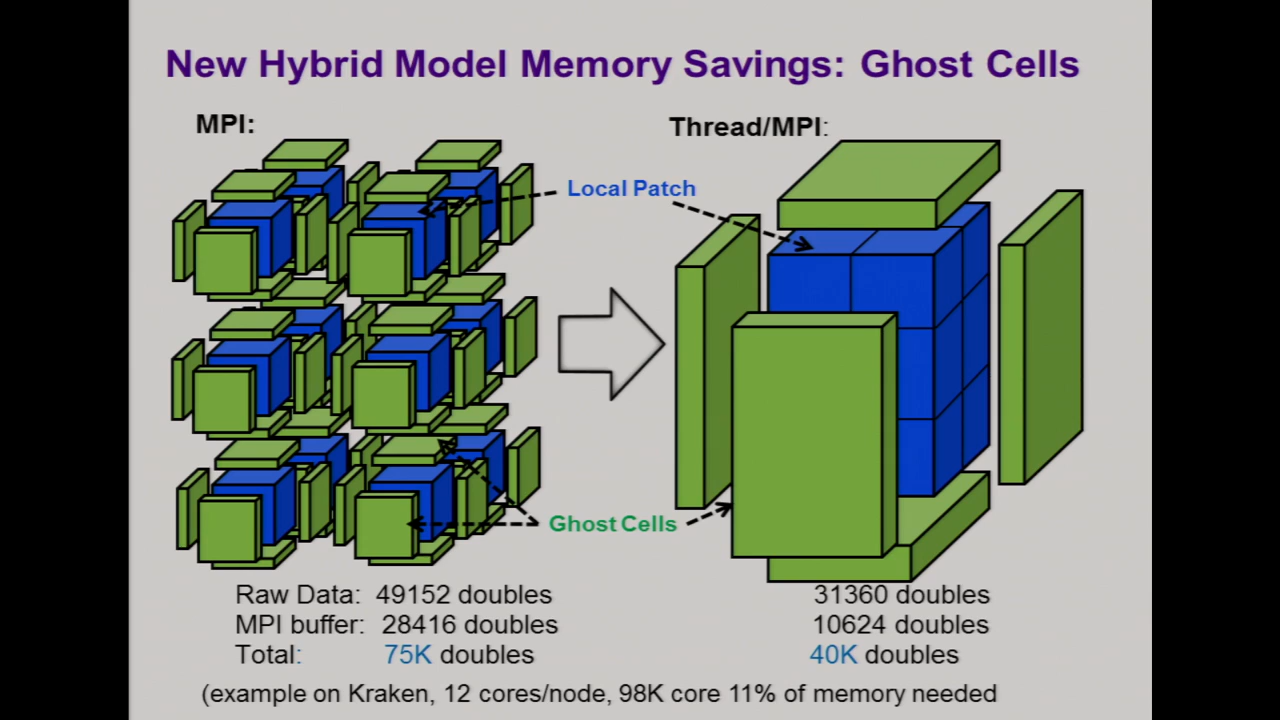 New Hybrid Model Memory Savings: Ghost Cells
MPI:
Thread/MPI:
Local Patch
Ghost Cells
Raw Data: 49152 doubles
31360 doubles
MPI buffer: 28416 doubles
10624 doubles
Total: 75K doubles
40K doubles
(example on Kraken, 12 cores/node, 98K core 11% of memory needed